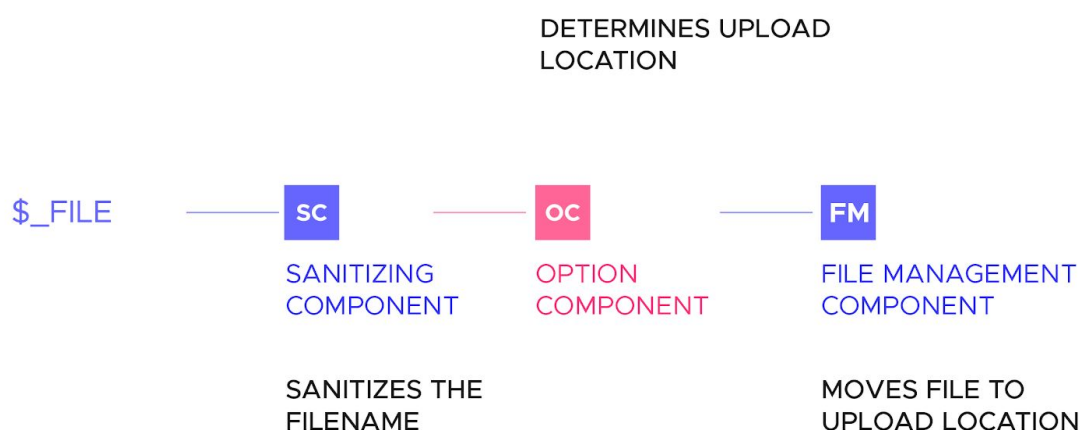 DETERMINES UPLOAD
LOCATION
$_FILE
SC
OC
FM
SANITIZING
COMPONENT
OPTION
COMPONENT
FILE MANAGEMENT
COMPONENT
SANITIZES THE
FILENAME
MOVES FILE TO
UPLOAD LOCATION